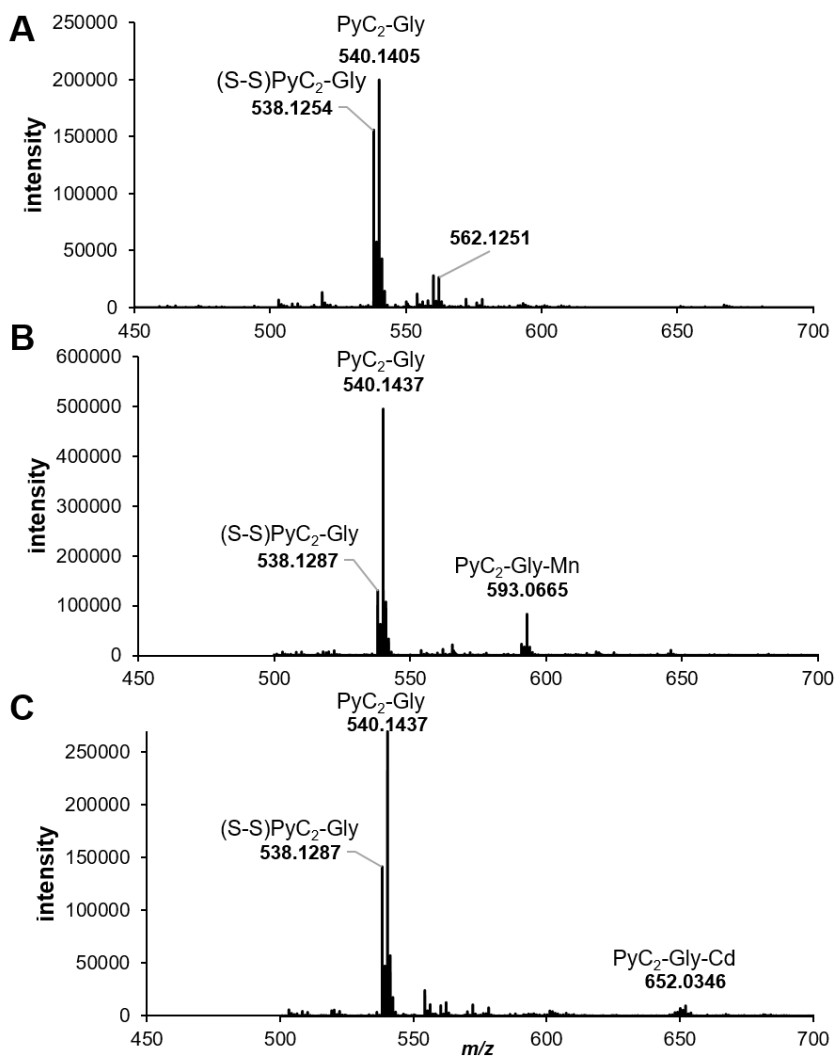 A
250000
200000
150000
100000
50000
0
intensity
PyC₂-Gly
540.1405
(S-S)PyC₂-Gly
538.1254
562.1251
450 500 550 600 650 700
B
600000
500000
400000
300000
200000
100000
0
intensity
PyC₂-Gly
540.1437
(S-S)PyC₂-Gly
538.1287
PyC₂-Gly-Mn
593.0665
450 500 550 600 650 700
C
250000
200000
150000
100000
50000
0
intensity
PyC₂-Gly
540.1437
(S-S)PyC₂-Gly
538.1287
PyC₂-Gly-Cd
652.0346
450 500 550 600 650 700
m/z